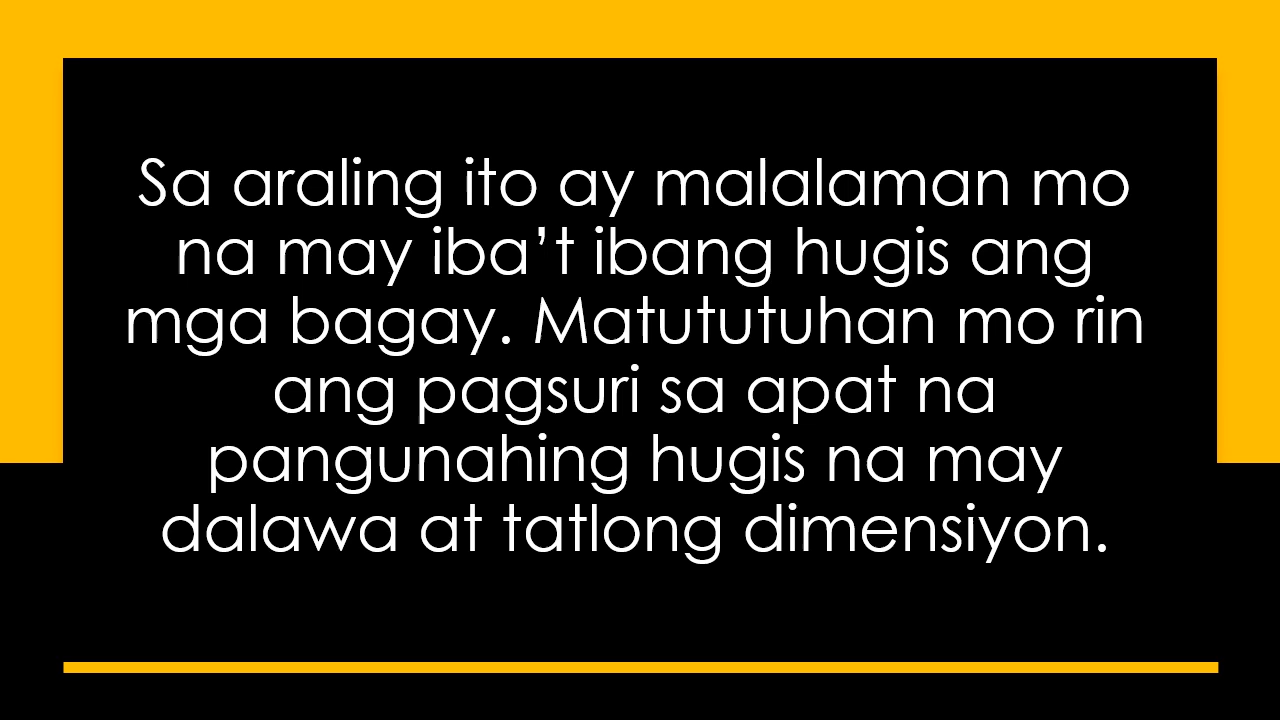 Sa araling ito ay malalaman mo
na may iba’t ibang hugis ang
mga bagay. Matututuhan mo rin
ang pagsuri sa apat na
pangunahing hugis na may
dalawa at tatlong dimensiyon.